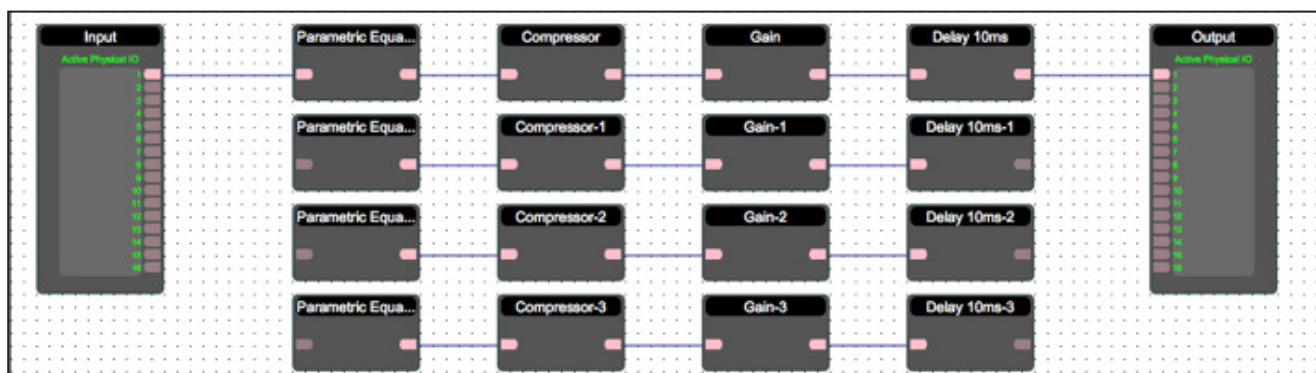 Input
Active Physical IO
1
2
3
4
5
6
7
8
9
10
11
12
13
14
15
16
Parametric Equa...
Compressor
Gain
Delay 10ms
Parametric Equa...
Compressor-1
Gain-1
Delay 10ms-1
Parametric Equa...
Compressor-2
Gain-2
Delay 10ms-2
Parametric Equa...
Compressor-3
Gain-3
Delay 10ms-3
Output
Active Physical IO
1
2
3
4
5
6
7
8
9
10
11
12
13
14
15
16